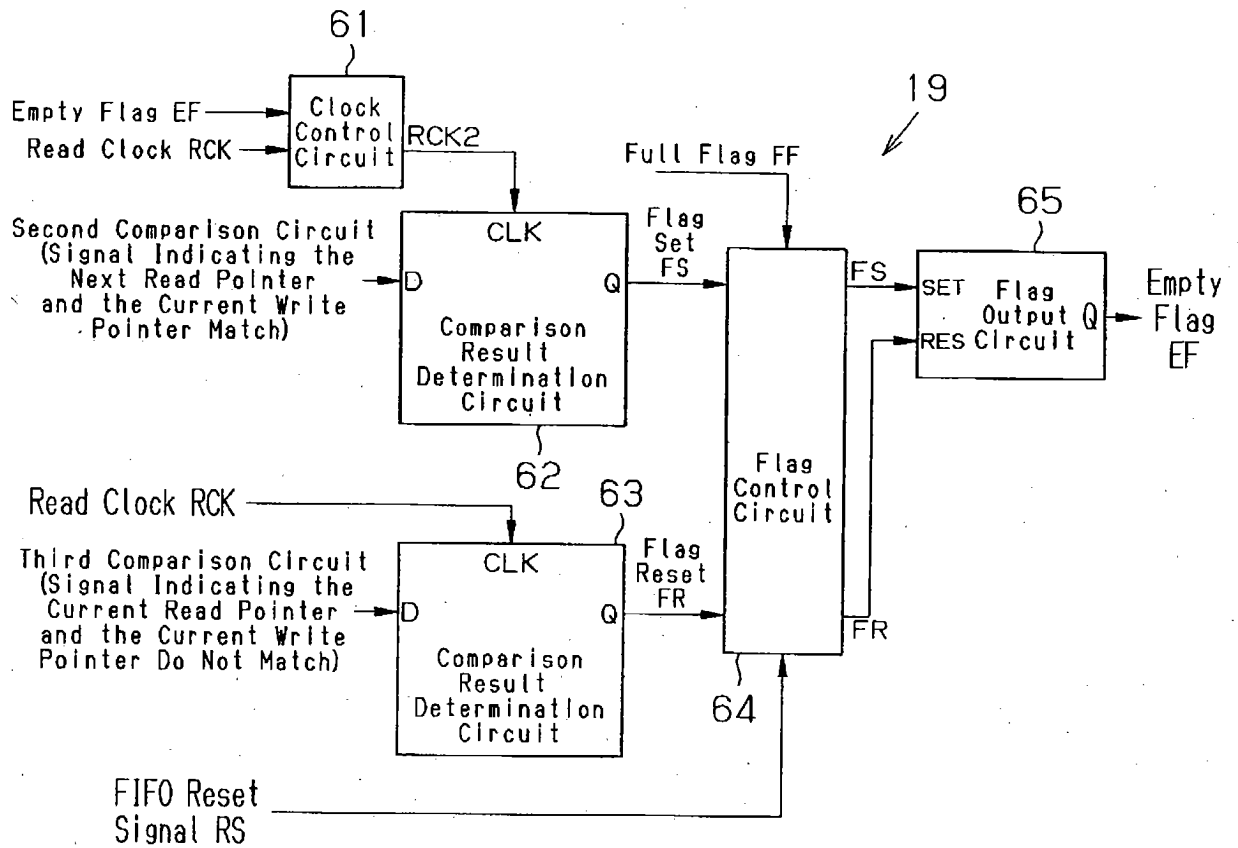 61
19
Empty Flag EF
Read Clock RCK
Clock
Control
Circuit
RCK2
Full Flag FF
65
Second Comparison Circuit
(Signal Indicating the
Next Read Pointer
and the Current Write
Pointer Match)
CLK
D
Q
Comparison
Result
Determination
Circuit
62
Flag
Set
FS
FS
SET
RES
Flag
Output
Circuit
Q
Empty
Flag
EF
Read Clock RCK
63
Third Comparison Circuit
(Signal Indicating the
Current Read Pointer
and the Current Write
Pointer Do Not Match)
CLK
D
Q
Comparison
Result
Determination
Circuit
Flag
Reset
FR
Flag
Control
Circuit
FR
64
FIFO Reset
Signal RS